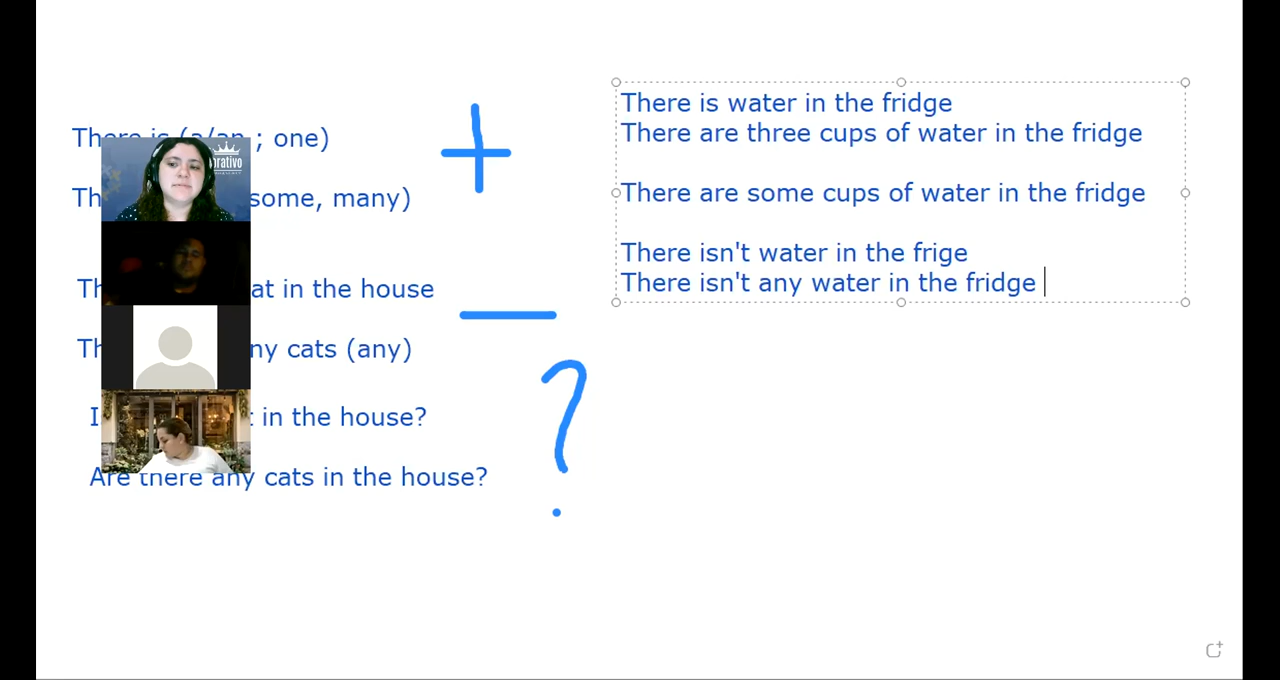 There is (a/an ; one)
some, many)
at in the house
ny cats (any)
in the house?
Are there any cats in the house?
+
—
?
There is water in the fridge
There are three cups of water in the fridge
There are some cups of water in the fridge
There isn't water in the frige
There isn't any water in the fridge
orativo